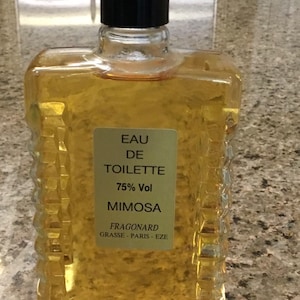 EAU
DE
TOILETTE
75% Vol
MIMOSA
FRAGONARD
GRASSE - PARIS - EZE